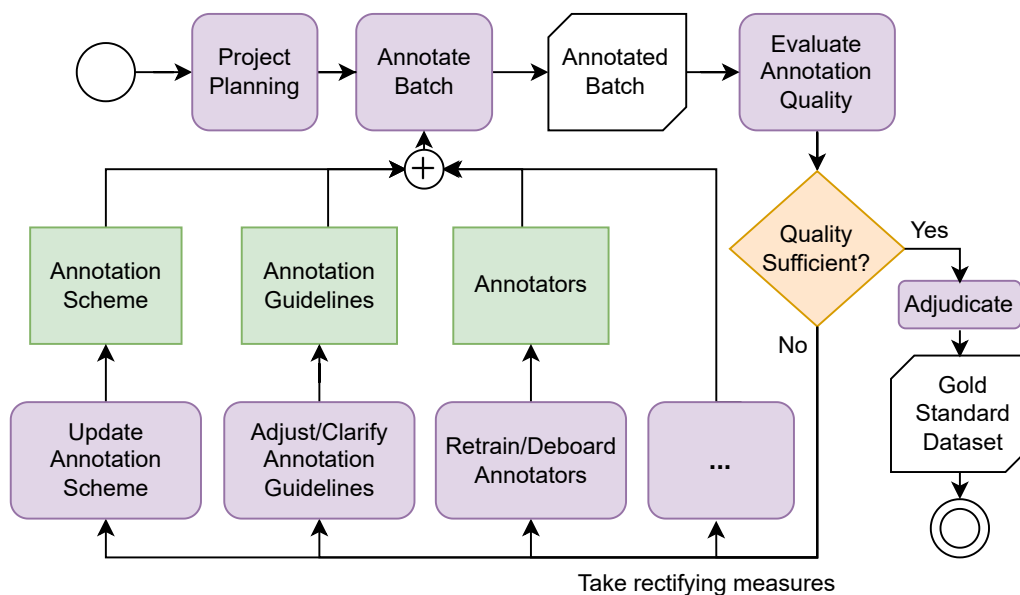 Project
Planning
Annotate
Batch
Annotated
Batch
Evaluate
Annotation
Quality
Quality
Sufficient?
Yes
No
Adjudicate
Gold
Standard
Dataset
Annotation
Scheme
Annotation
Guidelines
Annotators
Update
Annotation
Scheme
Adjust/Clarify
Annotation
Guidelines
Retrain/Deboard
Annotators
...
Take rectifying measures